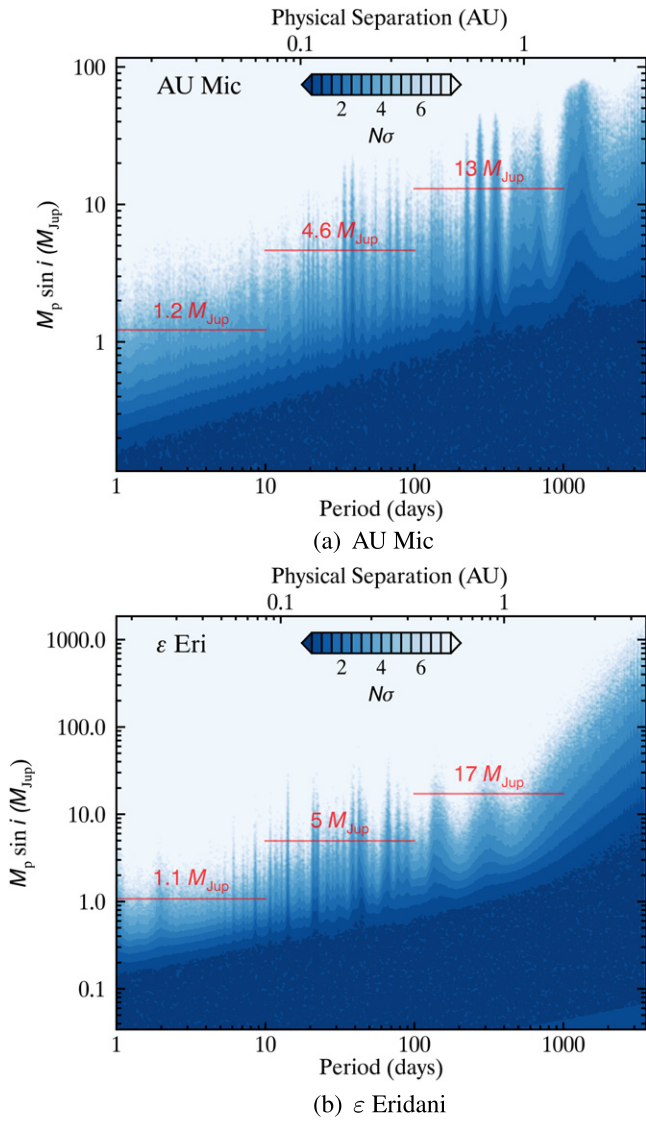 Physical Separation (AU)
0.1 1
100
10
1
M_p sin i (M_Jup)
AU Mic
2 4 6
Nσ
13 M_Jup
4.6 M_Jup
1.2 M_Jup
1 10 100 1000
Period (days)
(a) AU Mic
Physical Separation (AU)
0.1 1
1000.0
100.0
10.0
1.0
0.1
M_p sin i (M_Jup)
ε Eri
2 4 6
Nσ
17 M_Jup
5 M_Jup
1.1 M_Jup
1 10 100 1000
Period (days)
(b) ε Eridani